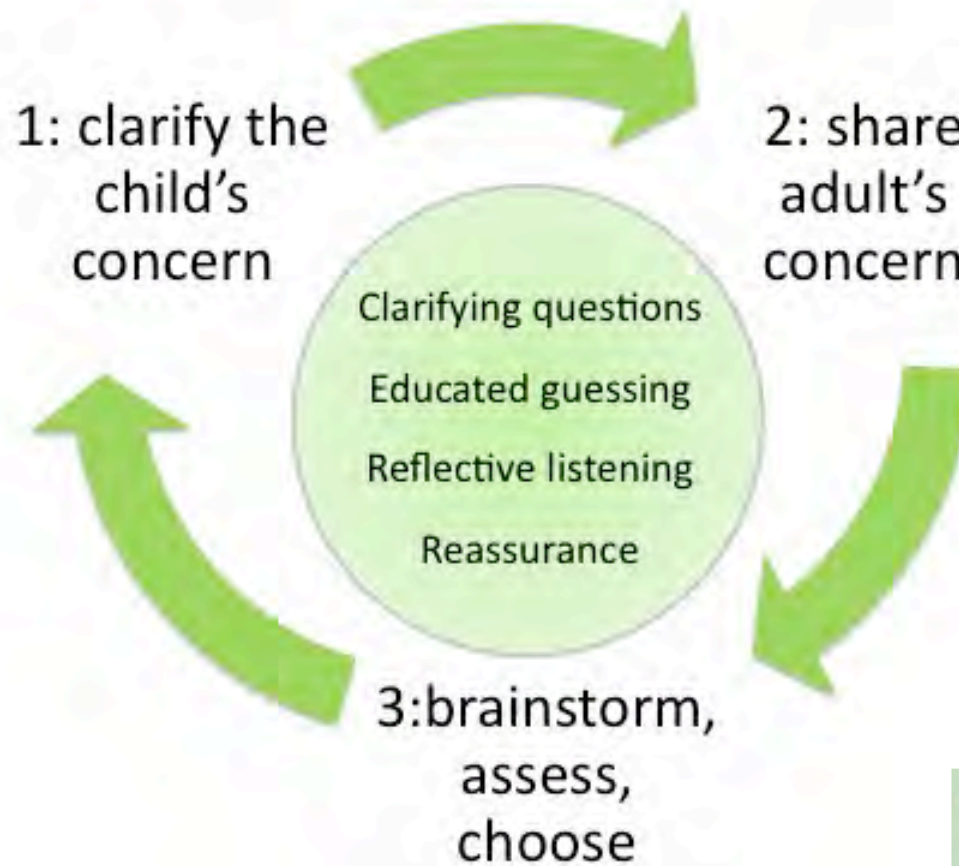 1: clarify the
child's
concern
2: share
adult's
concern
Clarifying questions
Educated guessing
Reflective listening
Reassurance
3:brainstorm,
assess,
choose